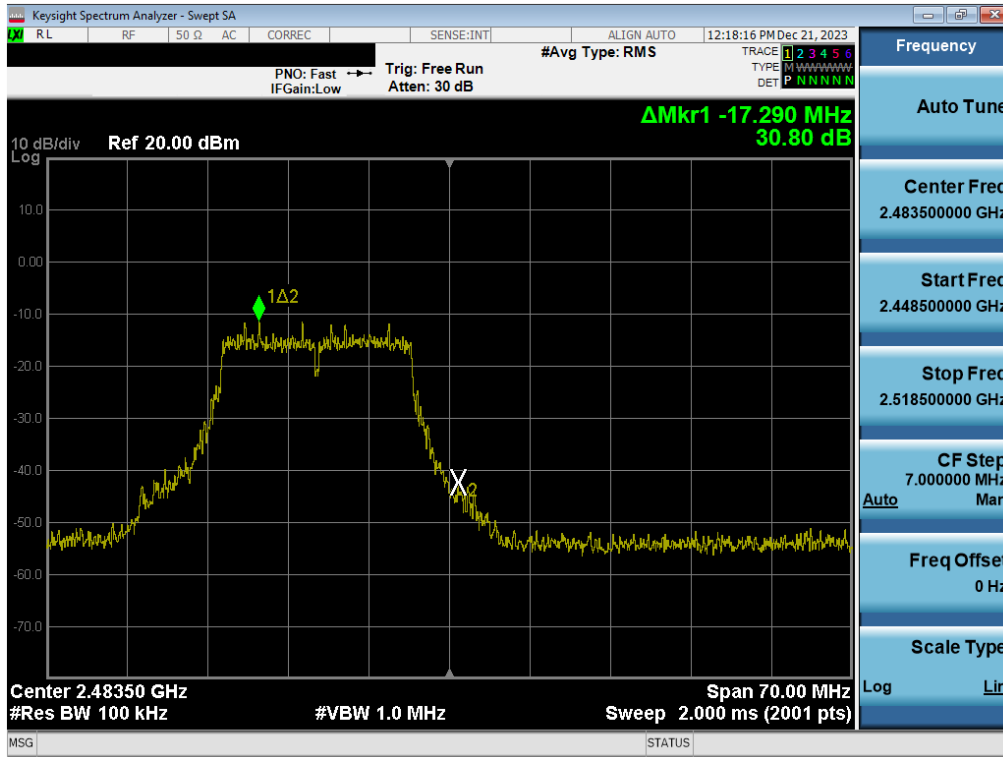 Keysight Spectrum Analyzer - Swept SA
RL RF 50 Ω AC CORREC SENSE:INT ALIGN AUTO 12:18:16 PM Dec 21, 2023
#Avg Type: RMS
TRACE 1 2 3 4 5 6
TYPE M WWWWW
DET P N N N N N
PNO: Fast
IFGain:Low
Trig: Free Run
Atten: 30 dB
ΔMkr1 -17.290 MHz
30.80 dB
10 dB/div
Log
Ref 20.00 dBm
10.0
0.00
-10.0
-20.0
-30.0
-40.0
-50.0
-60.0
-70.0
1Δ2
X2
Center 2.48350 GHz
#Res BW 100 kHz
#VBW 1.0 MHz
Span 70.00 MHz
Sweep 2.000 ms (2001 pts)
MSG
STATUS
Frequency
Auto Tune
Center Freq
2.483500000 GHz
Start Freq
2.448500000 GHz
Stop Freq
2.518500000 GHz
CF Step
7.000000 MHz
Auto Man
Freq Offset
0 Hz
Scale Type
Log Lin